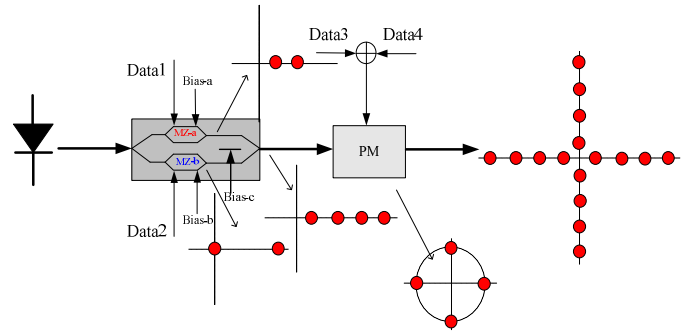 Data3
Data4
Data1
Bias-a
MZ-a
PM
MZ-b
Bias-c
Bias-b
Data2